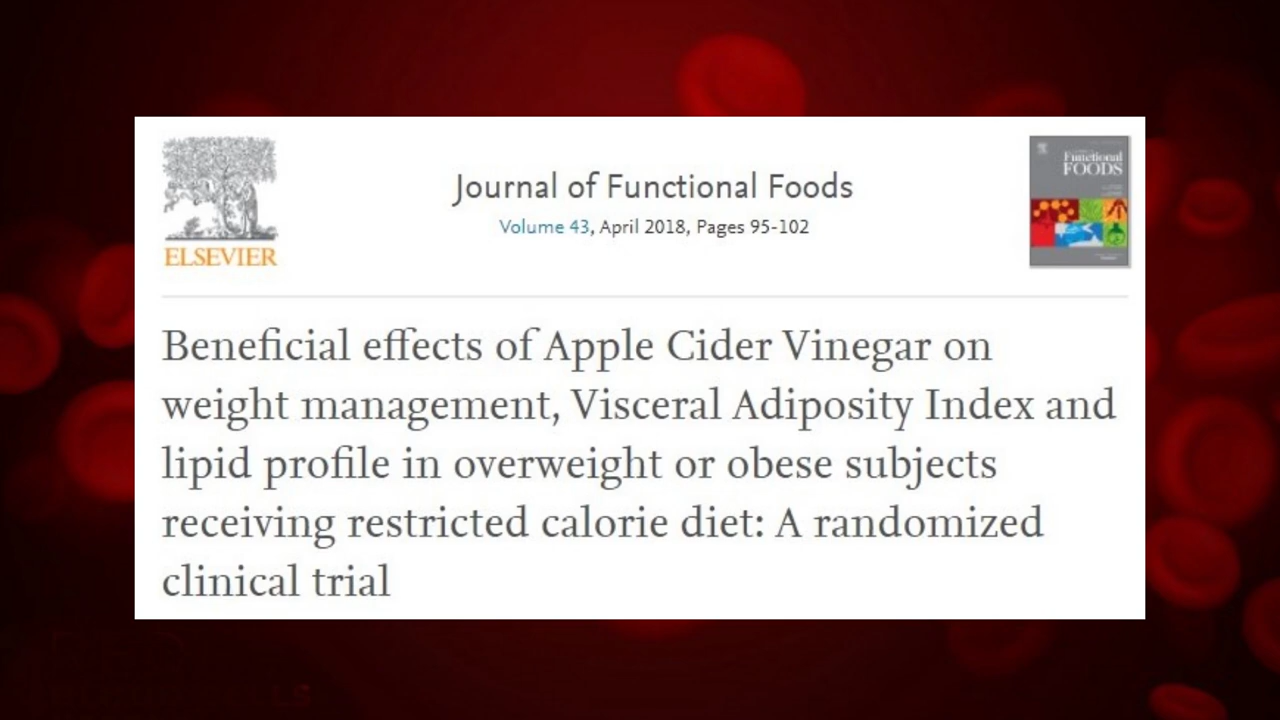 Journal of Functional Foods
Volume 43, April 2018, Pages 95-102
ELSEVIER
Functional
FOODS
Beneficial effects of Apple Cider Vinegar on
weight management, Visceral Adiposity Index and
lipid profile in overweight or obese subjects
receiving restricted calorie diet: A randomized
clinical trial